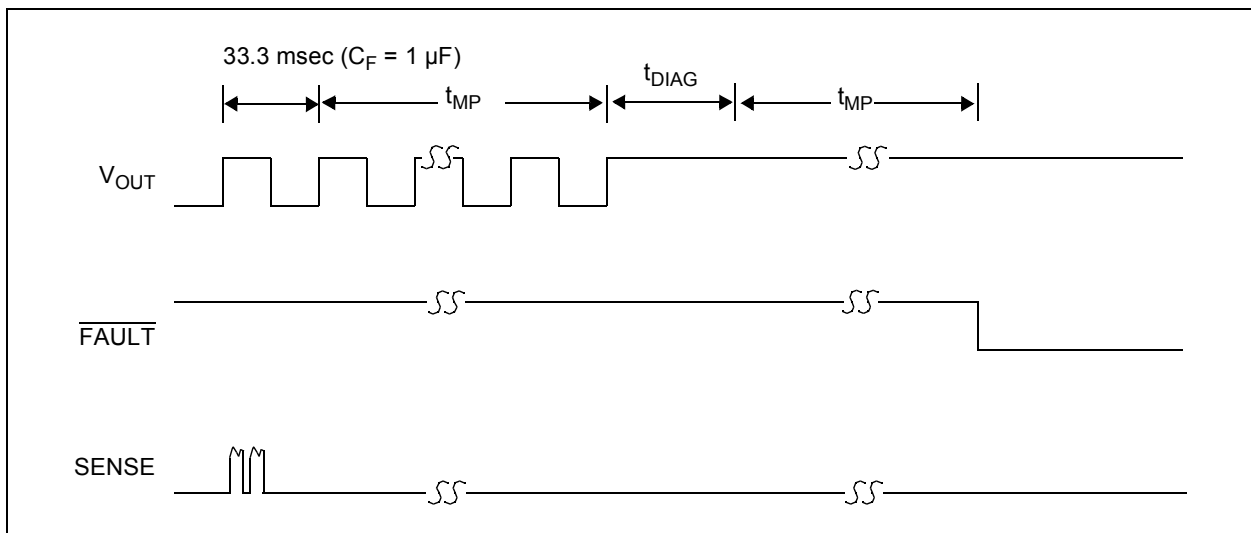 33.3 msec (CF = 1 µF)
tMP
tDIAG
tMP
VOUT
FAULT
SENSE